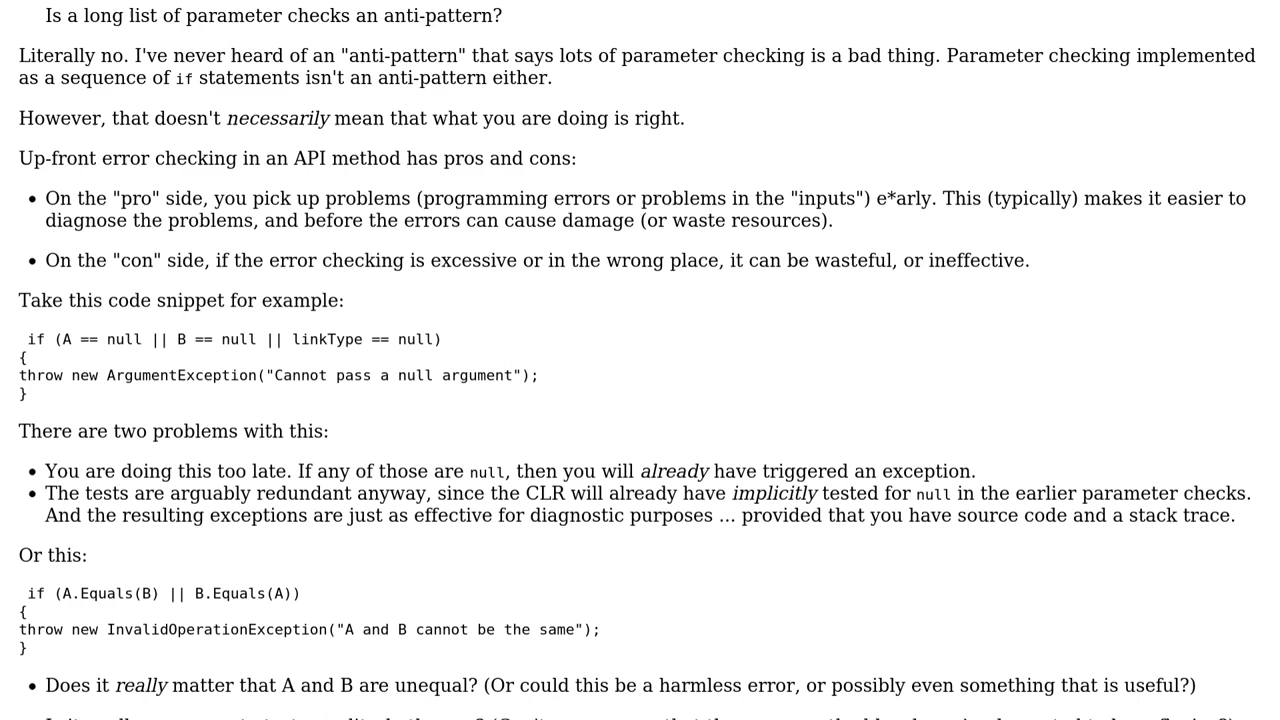 Is a long list of parameter checks an anti-pattern?
Literally no. I've never heard of an "anti-pattern" that says lots of parameter checking is a bad thing. Parameter checking implemented
as a sequence of if statements isn't an anti-pattern either.
However, that doesn't necessarily mean that what you are doing is right.
Up-front error checking in an API method has pros and cons:
• On the "pro" side, you pick up problems (programming errors or problems in the "inputs") e*arly. This (typically) makes it easier to
diagnose the problems, and before the errors can cause damage (or waste resources).
• On the "con" side, if the error checking is excessive or in the wrong place, it can be wasteful, or ineffective.
Take this code snippet for example:
if (A == null || B == null || linkType == null)
{
throw new ArgumentException("Cannot pass a null argument");
}
There are two problems with this:
• You are doing this too late. If any of those are null, then you will already have triggered an exception.
• The tests are arguably redundant anyway, since the CLR will already have implicitly tested for null in the earlier parameter checks.
And the resulting exceptions are just as effective for diagnostic purposes ... provided that you have source code and a stack trace.
Or this:
if (A.Equals(B) || B.Equals(A))
{
throw new InvalidOperationException("A and B cannot be the same");
}
• Does it really matter that A and B are unequal? (Or could this be a harmless error, or possibly even something that is useful?)